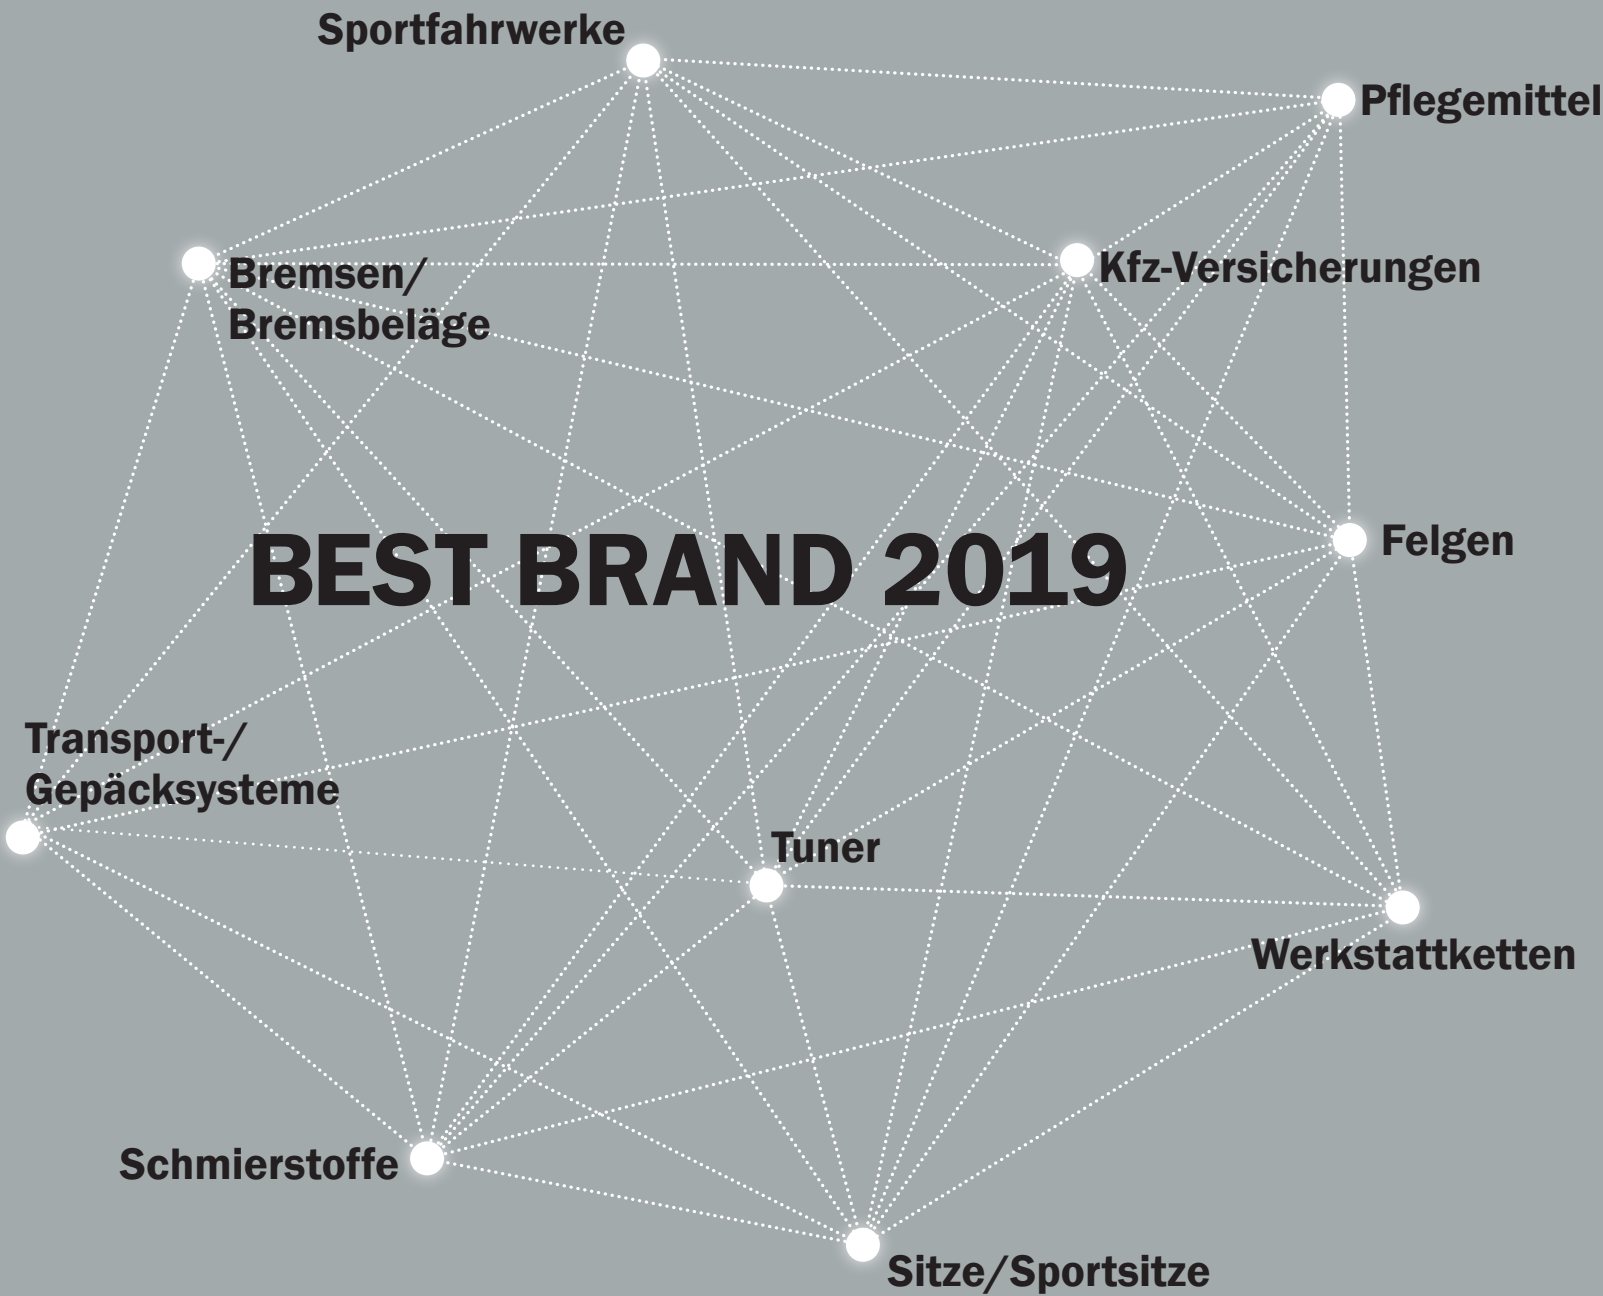 Sportfahrwerke
Pflegemittel
Bremsen/
Bremsbeläge
Kfz-Versicherungen
Felgen
BEST BRAND 2019
Transport-/
Gepäcksysteme
Tuner
Werkstattketten
Schmierstoffe
Sitze/Sportsitze